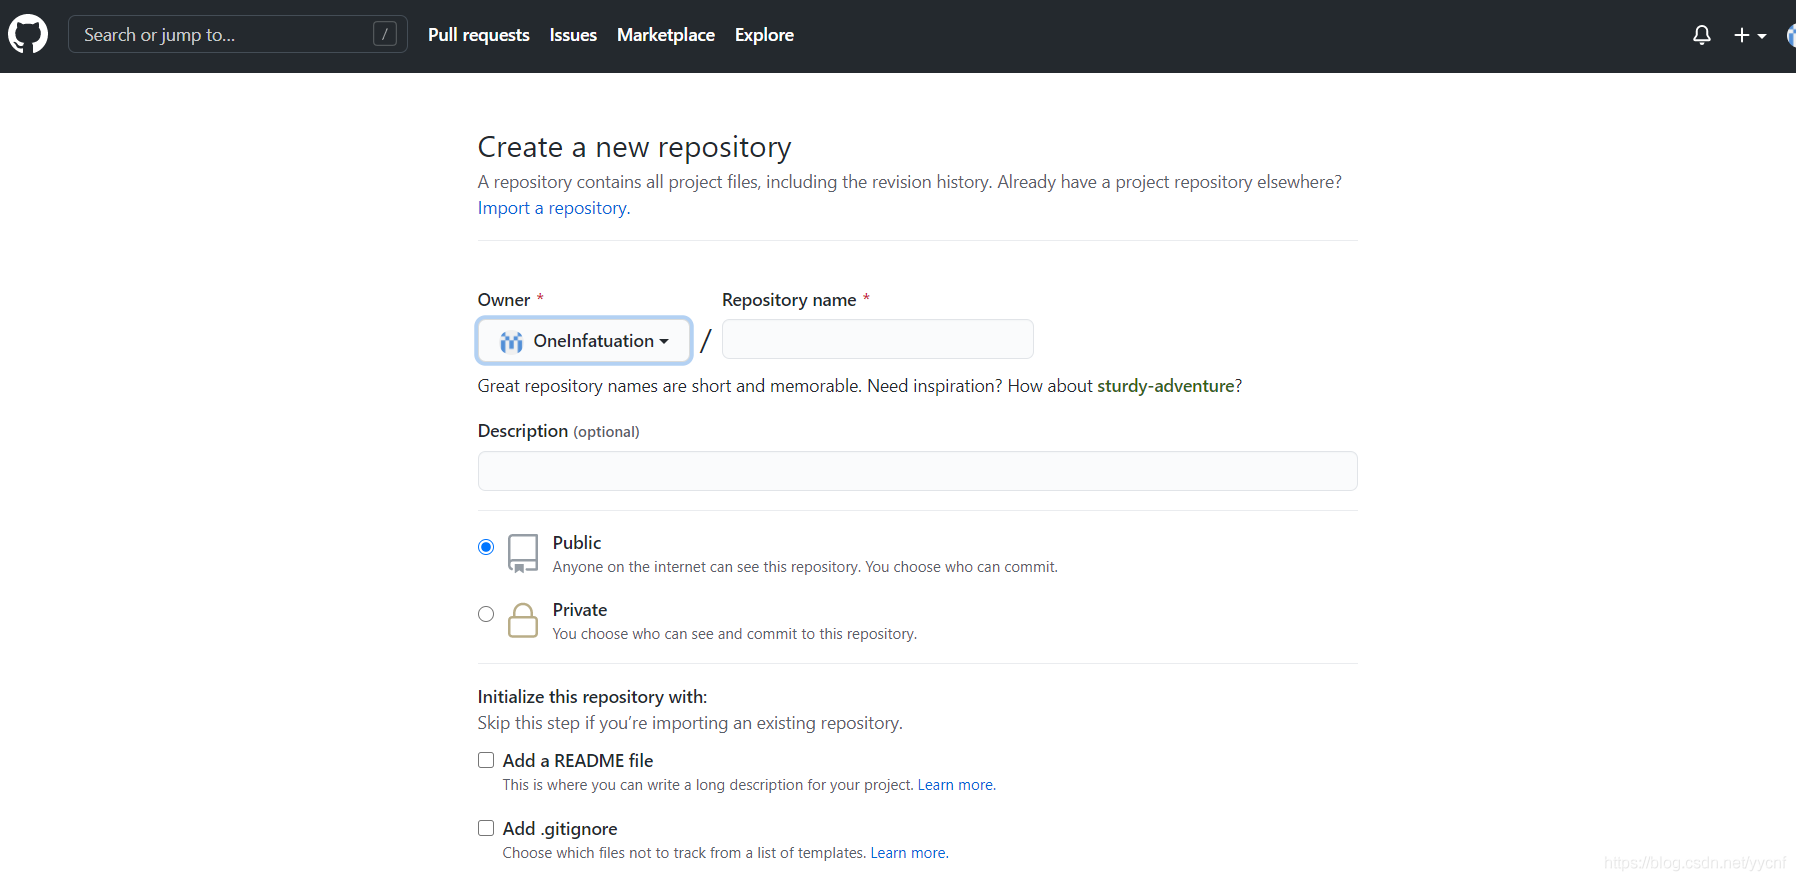 Search or jump to... /
Pull requests Issues Marketplace Explore
Create a new repository
A repository contains all project files, including the revision history. Already have a project repository elsewhere?
Import a repository.
Owner * Repository name *
OneInfatuation /
Great repository names are short and memorable. Need inspiration? How about sturdy-adventure?
Description (optional)
Public
Anyone on the internet can see this repository. You choose who can commit.
Private
You choose who can see and commit to this repository.
Initialize this repository with:
Skip this step if you’re importing an existing repository.
Add a README file
This is where you can write a long description for your project. Learn more.
Add .gitignore
Choose which files not to track from a list of templates. Learn more.
https://blog.csdn.net/yycnf